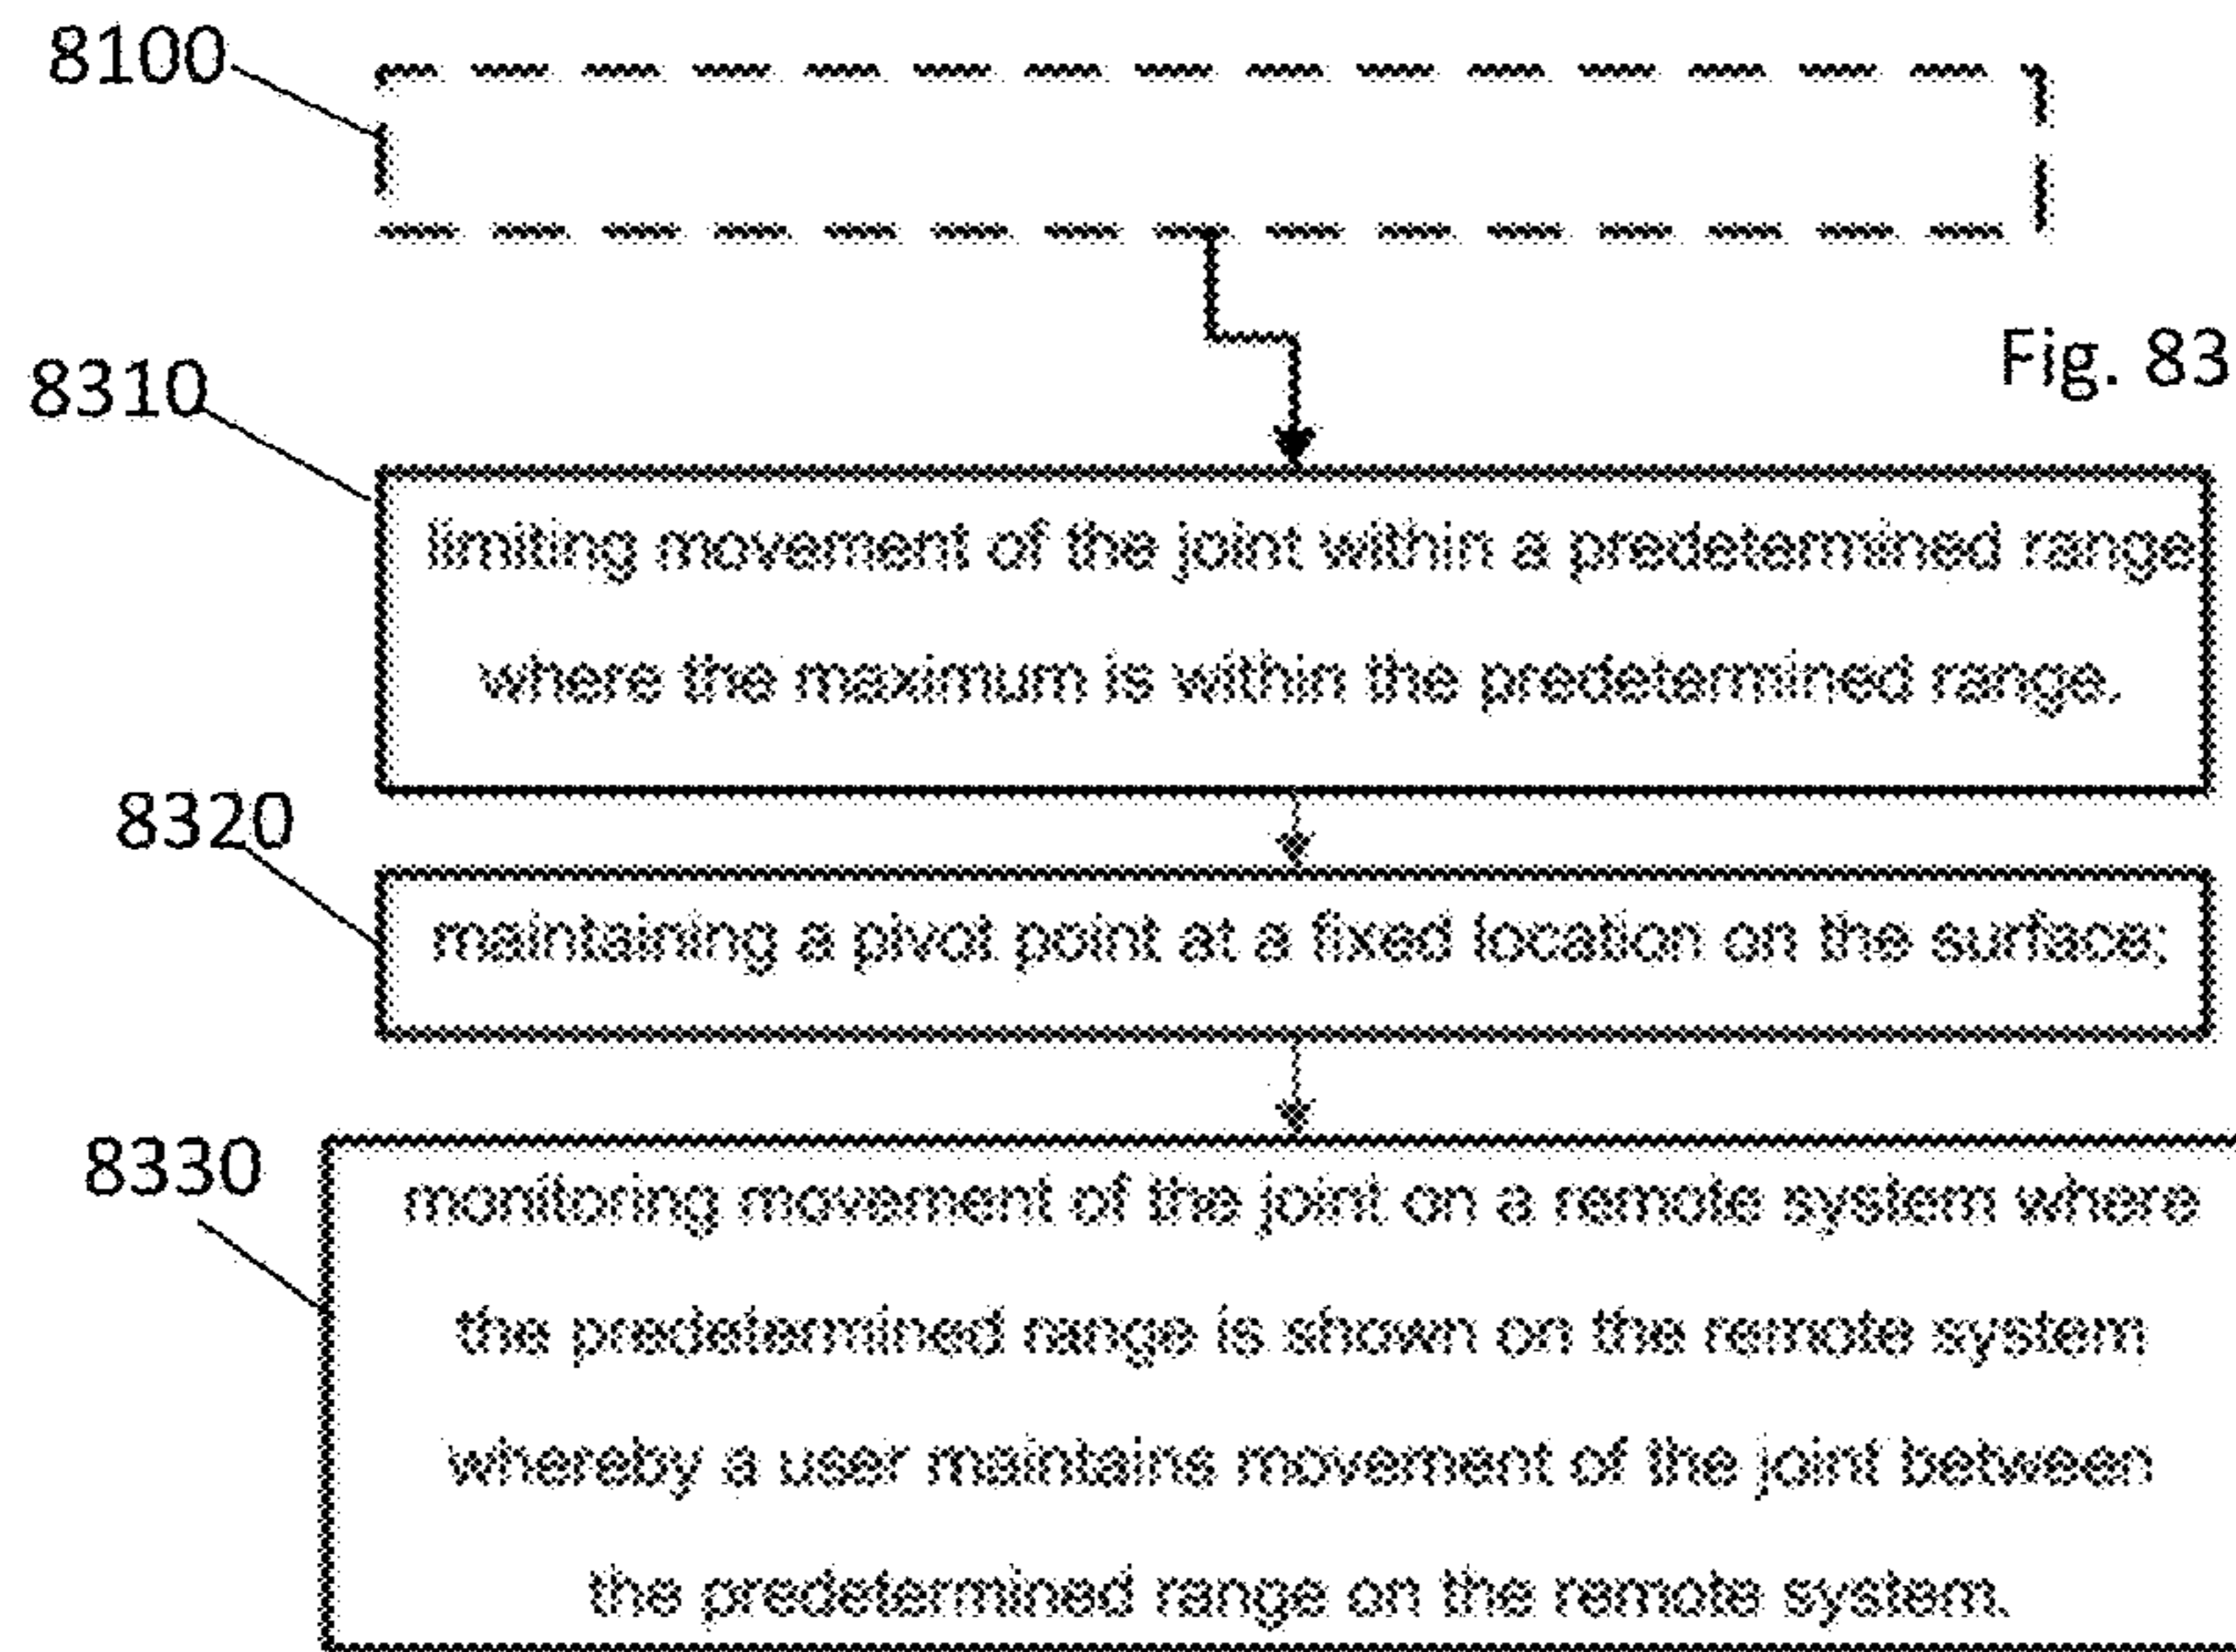 8100
Fig. 83
8310
limiting movement of the joint within a predetermined range
where the maximum is within the predetermined range.
8320
maintaining a pivot point at a fixed location on the surface;
8330
monitoring movement of the joint on a remote system where
the predetermined range is shown on the remote system
whereby a user maintains movement of the joint between
the predetermined range on the remote system.